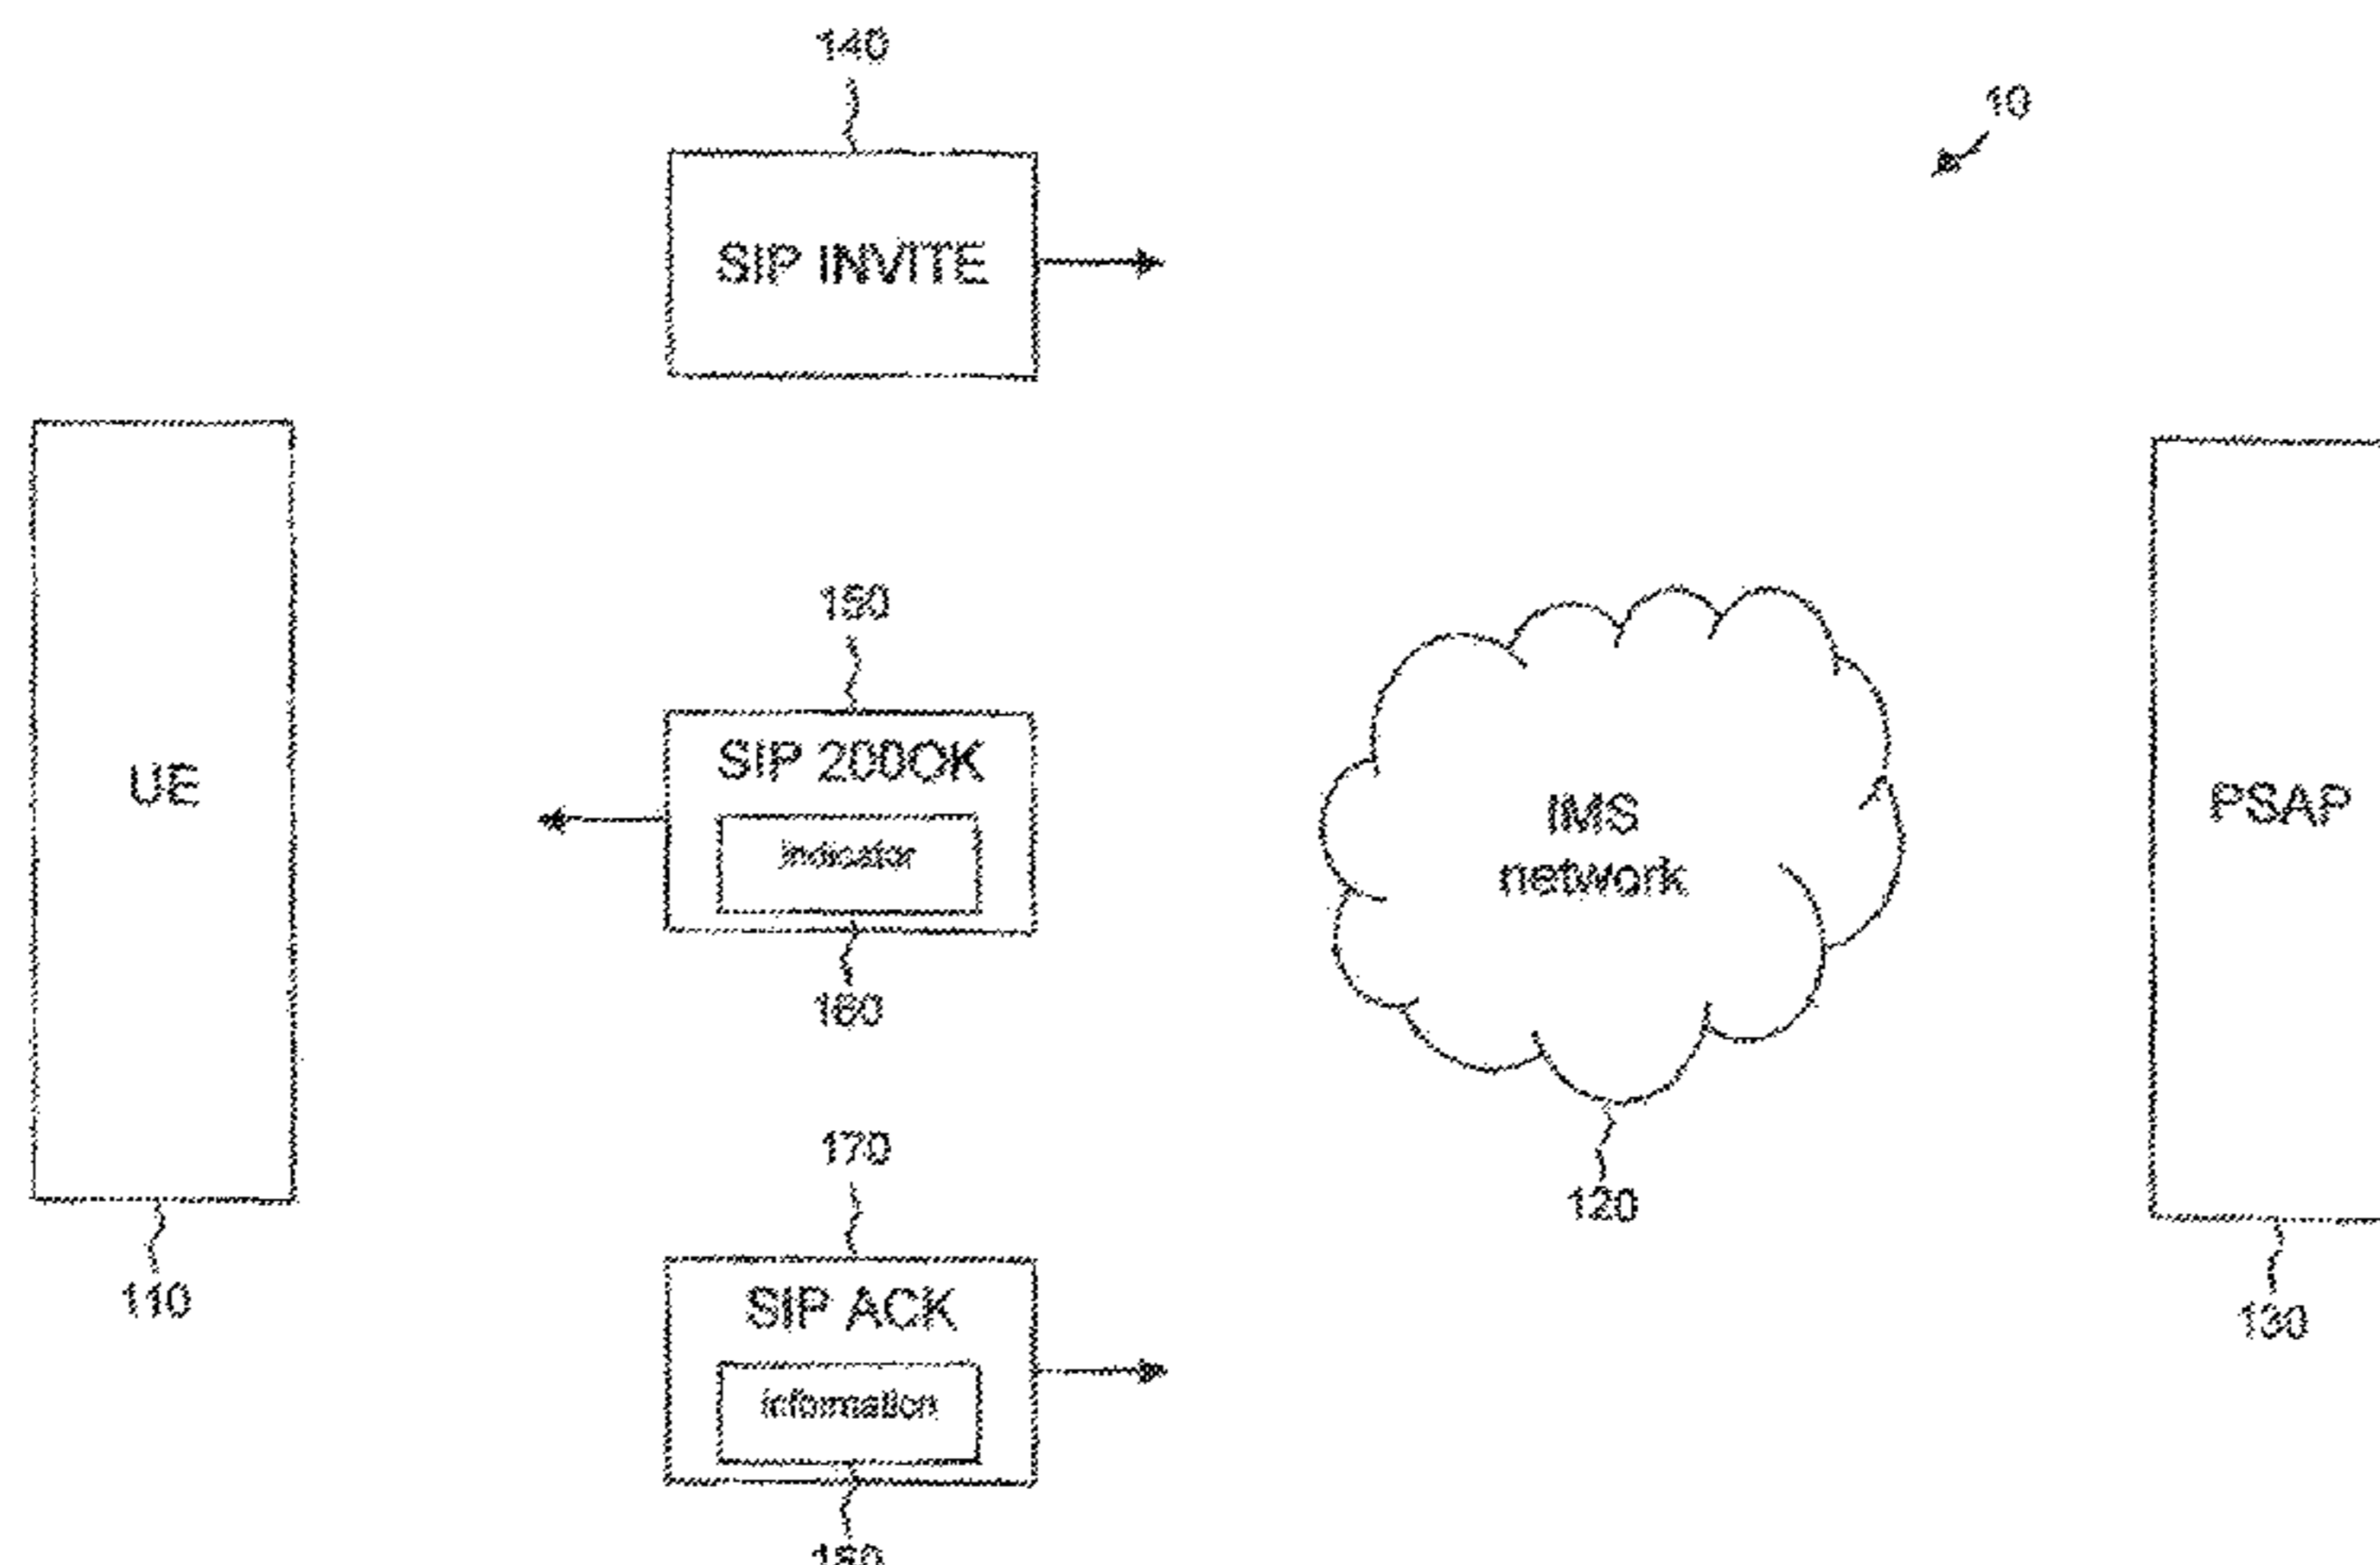 140
10
SIP INVITE
150
SIP 200OK
UE
indicator
IMS
network
PSAP
160
170
120
110
SIP ACK
130
information